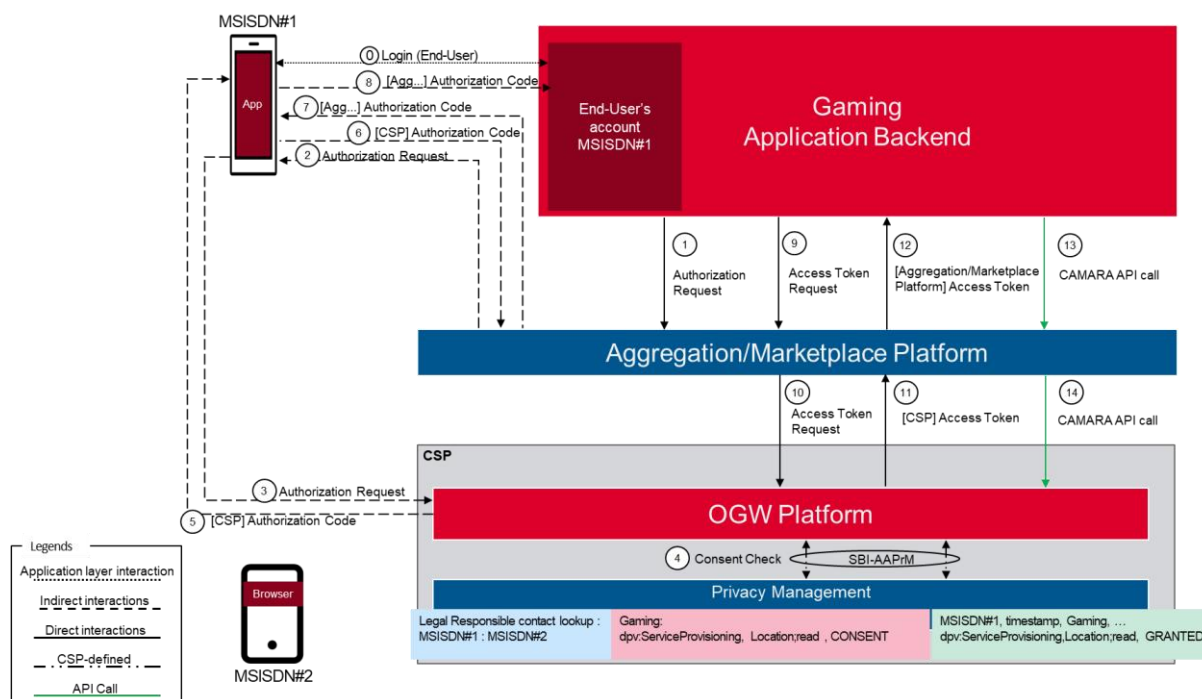 MSISDN#1
App
0 Login (End-User)
8 [Agg...] Authorization Code
7 [Agg...] Authorization Code
6 [CSP] Authorization Code
2 Authorization Request
End-User's
account
MSISDN#1
Gaming
Application Backend
1
Authorization
Request
9
Access Token
Request
12
[Aggregation/Marketplace
Platform] Access Token
13
CAMARA API call
Aggregation/Marketplace Platform
10
Access Token
Request
11
[CSP] Access Token
14
CAMARA API call
CSP
3 Authorization Request
5 [CSP] Authorization Code
OGW Platform
4 Consent Check
SBI-AAPrM
Privacy Management
Legal Responsible contact lookup :
MSISDN#1 : MSISDN#2
Gaming:
dpv:ServiceProvisioning, Location;read , CONSENT
MSISDN#1, timestamp, Gaming, …
dpv:ServiceProvisioning,Location;read, GRANTED
Legends
Application layer interaction
Indirect interactions
Direct interactions
CSP-defined
API Call
Browser
MSISDN#2